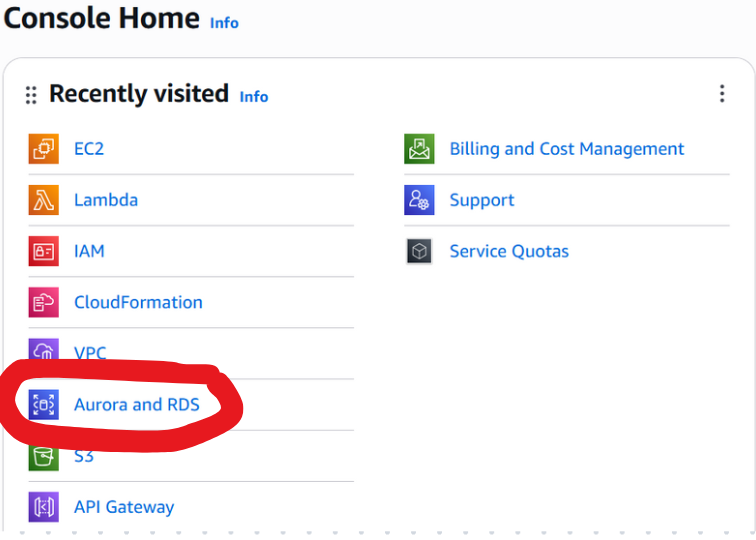 Console Home Info
Recently visited Info
EC2
Lambda
IAM
CloudFormation
VPC
Aurora and RDS
S3
API Gateway
Billing and Cost Management
Support
Service Quotas